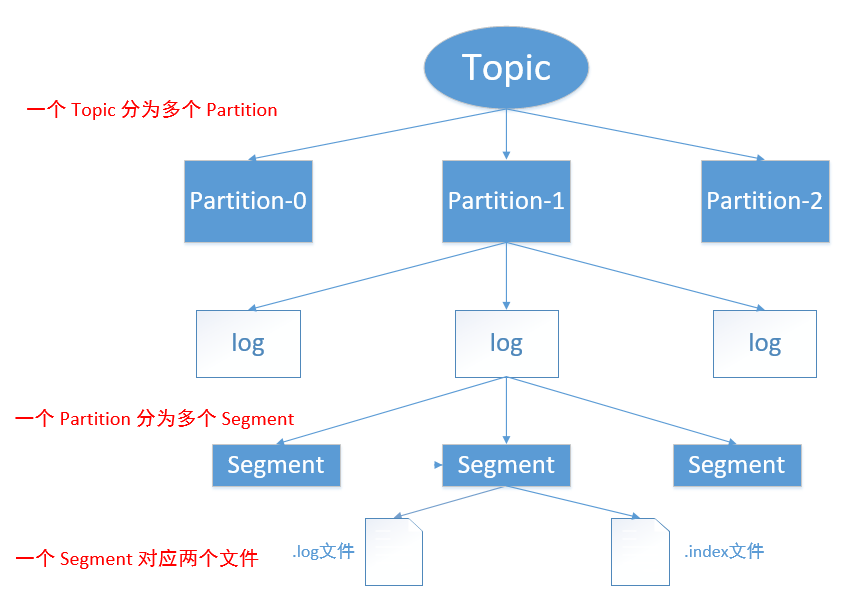 Topic
一个 Topic 分为多个 Partition
Partition-0
Partition-1
Partition-2
log
log
log
一个 Partition 分为多个 Segment
Segment
Segment
Segment
一个 Segment 对应两个文件
.log文件
.index文件